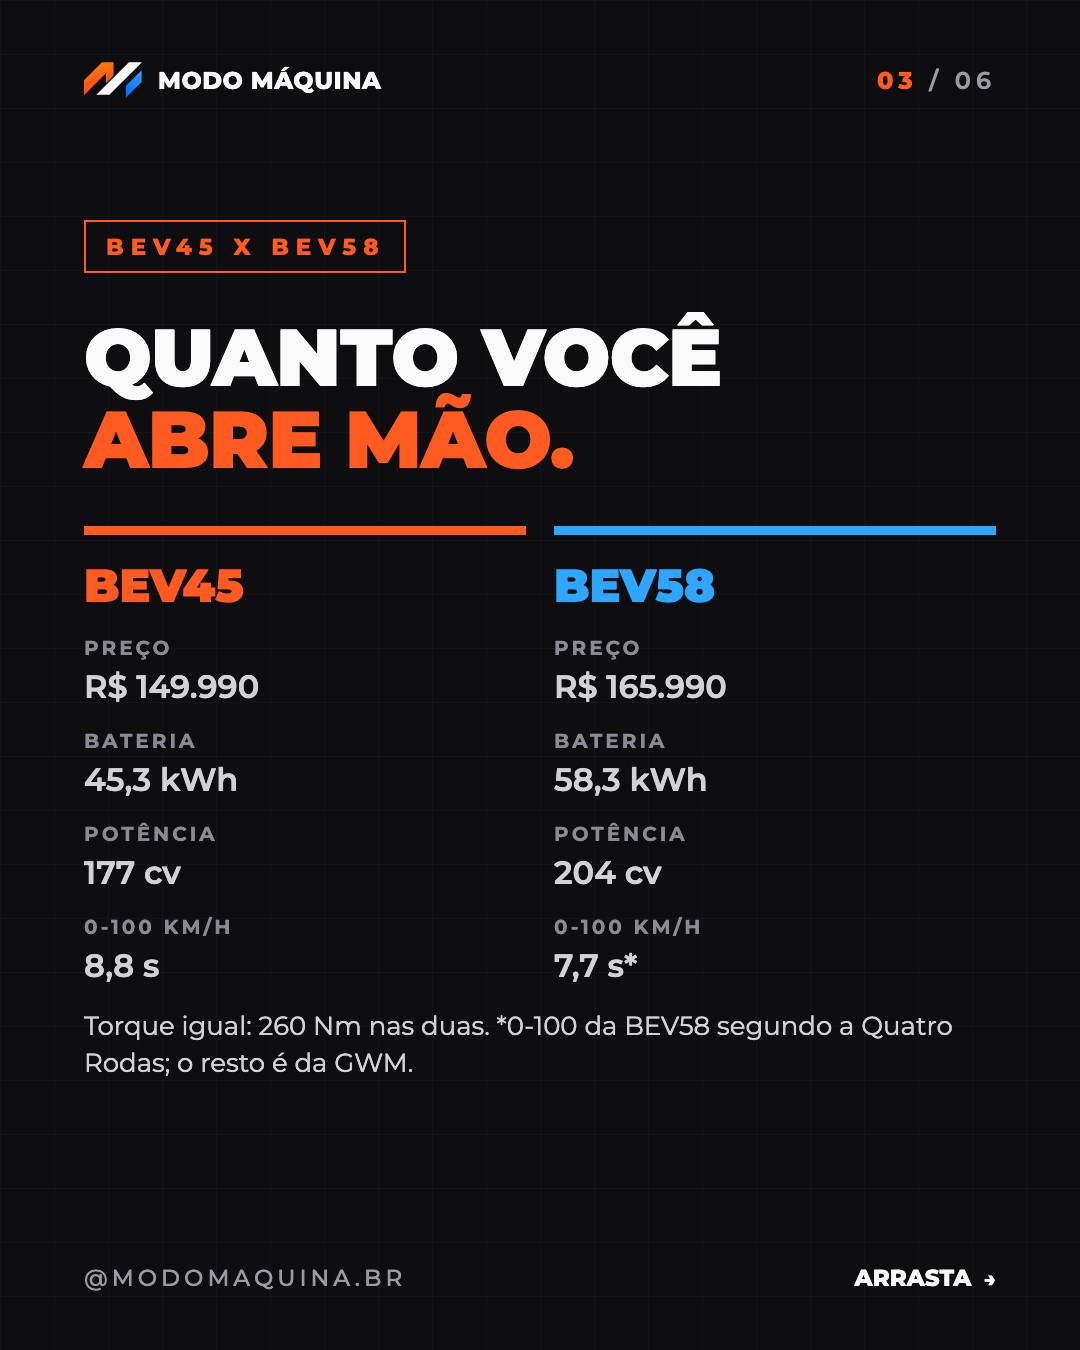 MODO MÁQUINA
03 / 06
BEV45 X BEV58
QUANTO VOCÊ
ABRE MÃO.
BEV45
PREÇO
R$ 149.990
BATERIA
45,3 kWh
POTÊNCIA
177 cv
0-100 KM/H
8,8 s
BEV58
PREÇO
R$ 165.990
BATERIA
58,3 kWh
POTÊNCIA
204 cv
0-100 KM/H
7,7 s*
Torque igual: 260 Nm nas duas. *0-100 da BEV58 segundo a Quatro
Rodas; o resto é da GWM.
@MODOMAQUINA.BR
ARRASTA →